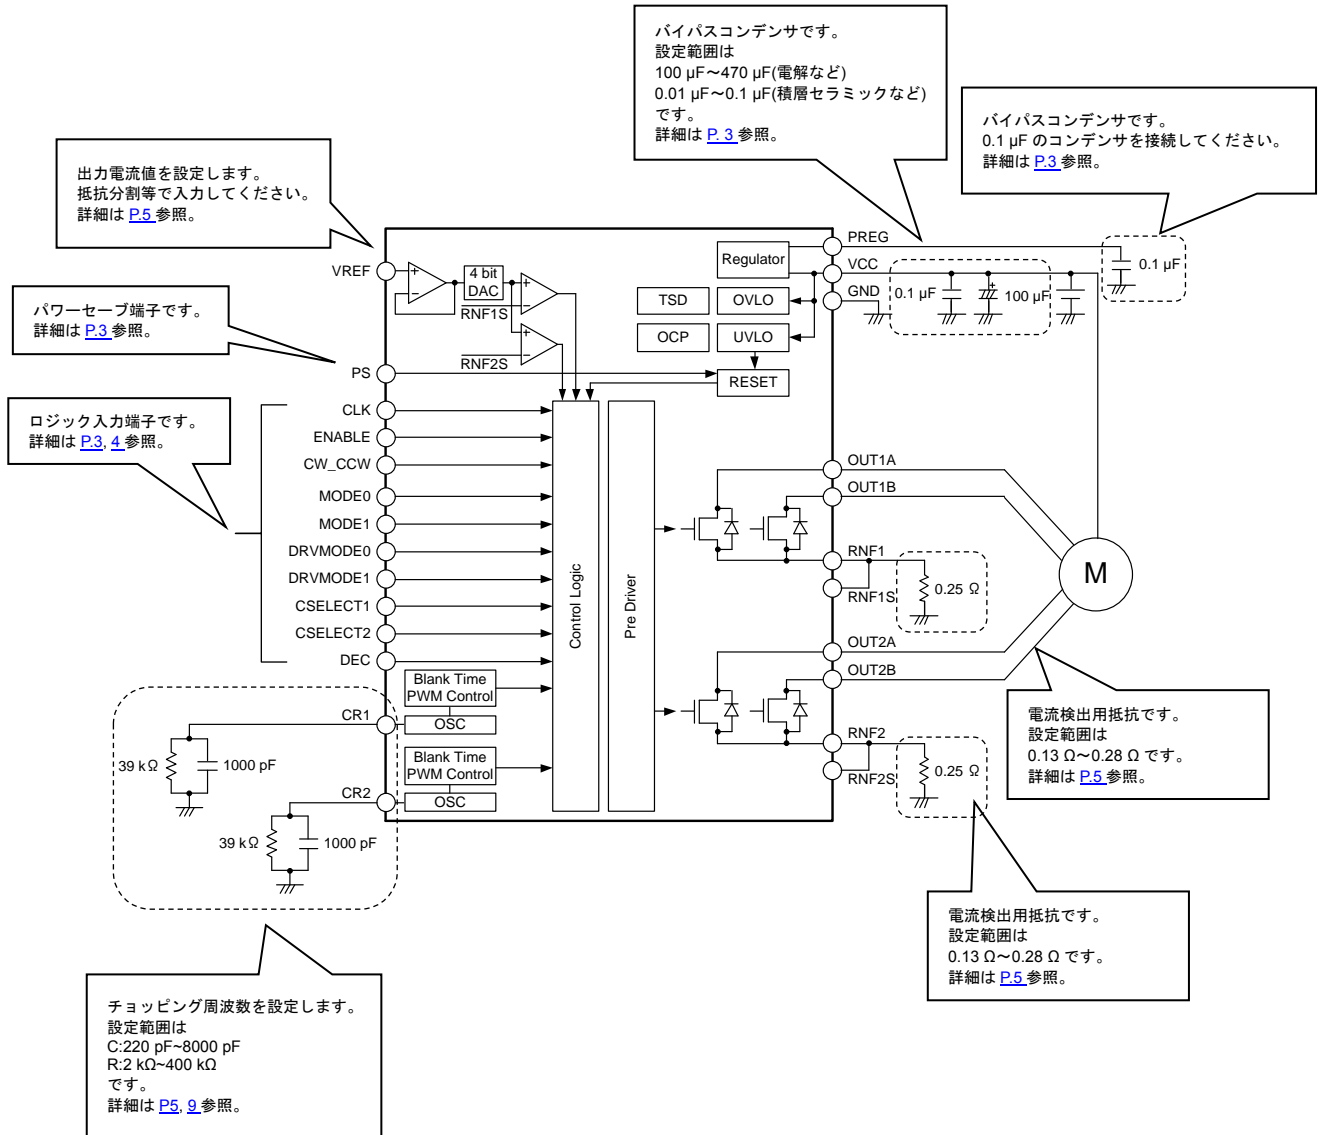 バイパスコンデンサです。
設定範囲は
100 µF～470 µF(電解など)
0.01 µF～0.1 µF(積層セラミックなど)
です。
詳細は P. 3 参照。
バイパスコンデンサです。
0.1 µF のコンデンサを接続してください。
詳細は P.3 参照。
出力電流値を設定します。
抵抗分割等で入力してください。
詳細は P.5 参照。
パワーセーブ端子です。
詳細は P.3 参照。
ロジック入力端子です。
詳細は P.3, 4 参照。
VREF
4 bit
DAC
RNF1S
RNF2S
Regulator
TSD
OVLO
OCP
UVLO
RESET
PREG
VCC
GND
0.1 µF
100 µF
0.1 µF
PS
CLK
ENABLE
CW_CCW
MODE0
MODE1
DRVMODE0
DRVMODE1
CSELECT1
CSELECT2
DEC
CR1
CR2
Blank Time
PWM Control
OSC
Blank Time
PWM Control
OSC
Control Logic
Pre Driver
OUT1A
OUT1B
RNF1
RNF1S
0.25 Ω
M
OUT2A
OUT2B
RNF2
RNF2S
0.25 Ω
39 kΩ
1000 pF
39 kΩ
1000 pF
電流検出用抵抗です。
設定範囲は
0.13 Ω～0.28 Ω です。
詳細は P.5 参照。
電流検出用抵抗です。
設定範囲は
0.13 Ω～0.28 Ω です。
詳細は P.5 参照。
チョッピング周波数を設定します。
設定範囲は
C:220 pF~8000 pF
R:2 kΩ~400 kΩ
です。
詳細は P5, 9 参照。